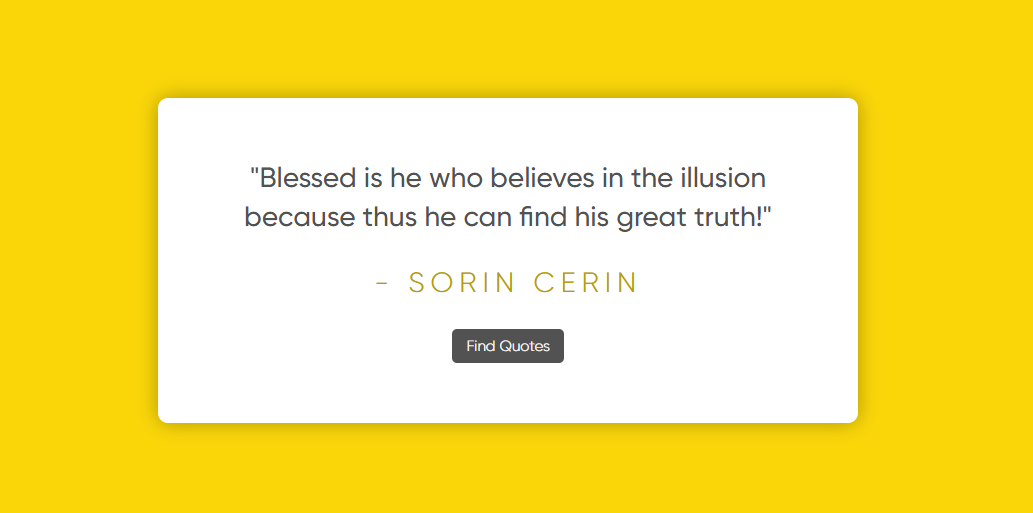 "Blessed is he who believes in the illusion
because thus he can find his great truth!"
- SORIN CERIN
Find Quotes